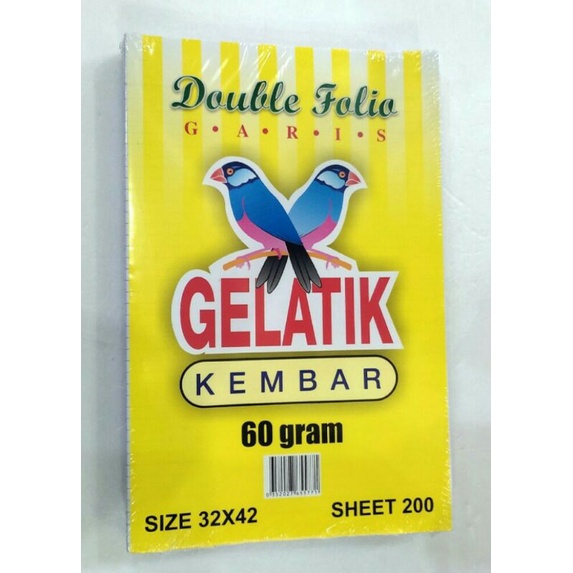 Double Folio
G•A•R•I•S
GELATIK
KEMBAR
60 gram
SIZE 32X42
SHEET 200